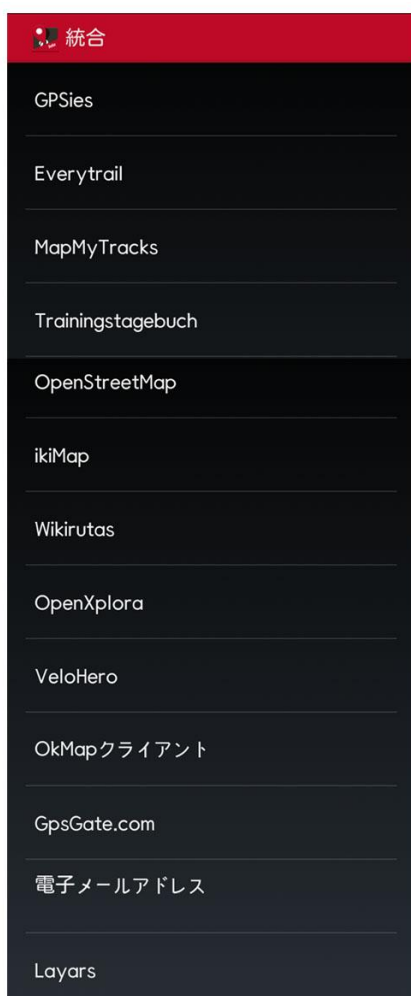 統合
GPSies
Everytrail
MapMyTracks
Trainingstagebuch
OpenStreetMap
ikiMap
Wikirutas
OpenXplora
VeloHero
OkMapクライアント
GpsGate.com
電子メールアドレス
Layars